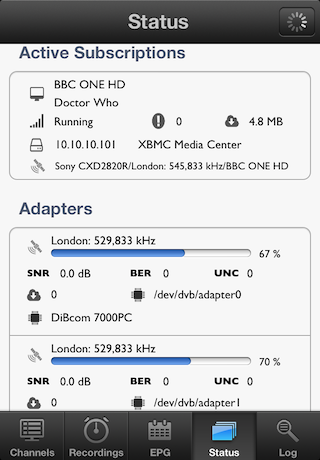 Status
Active Subscriptions
BBC ONE HD
Doctor Who
Running 0 4.8 MB
10.10.10.101 XBMC Media Center
Sony CXD2820R/London: 545,833 kHz/BBC ONE HD
Adapters
London: 529,833 kHz
67 %
SNR 0.0 dB BER 0 UNC 0
0 /dev/dvb/adapter0
DiBcom 7000PC
London: 529,833 kHz
70 %
SNR 0.0 dB BER 0 UNC 0
0 /dev/dvb/adapter1
Channels Recordings EPG Status Log